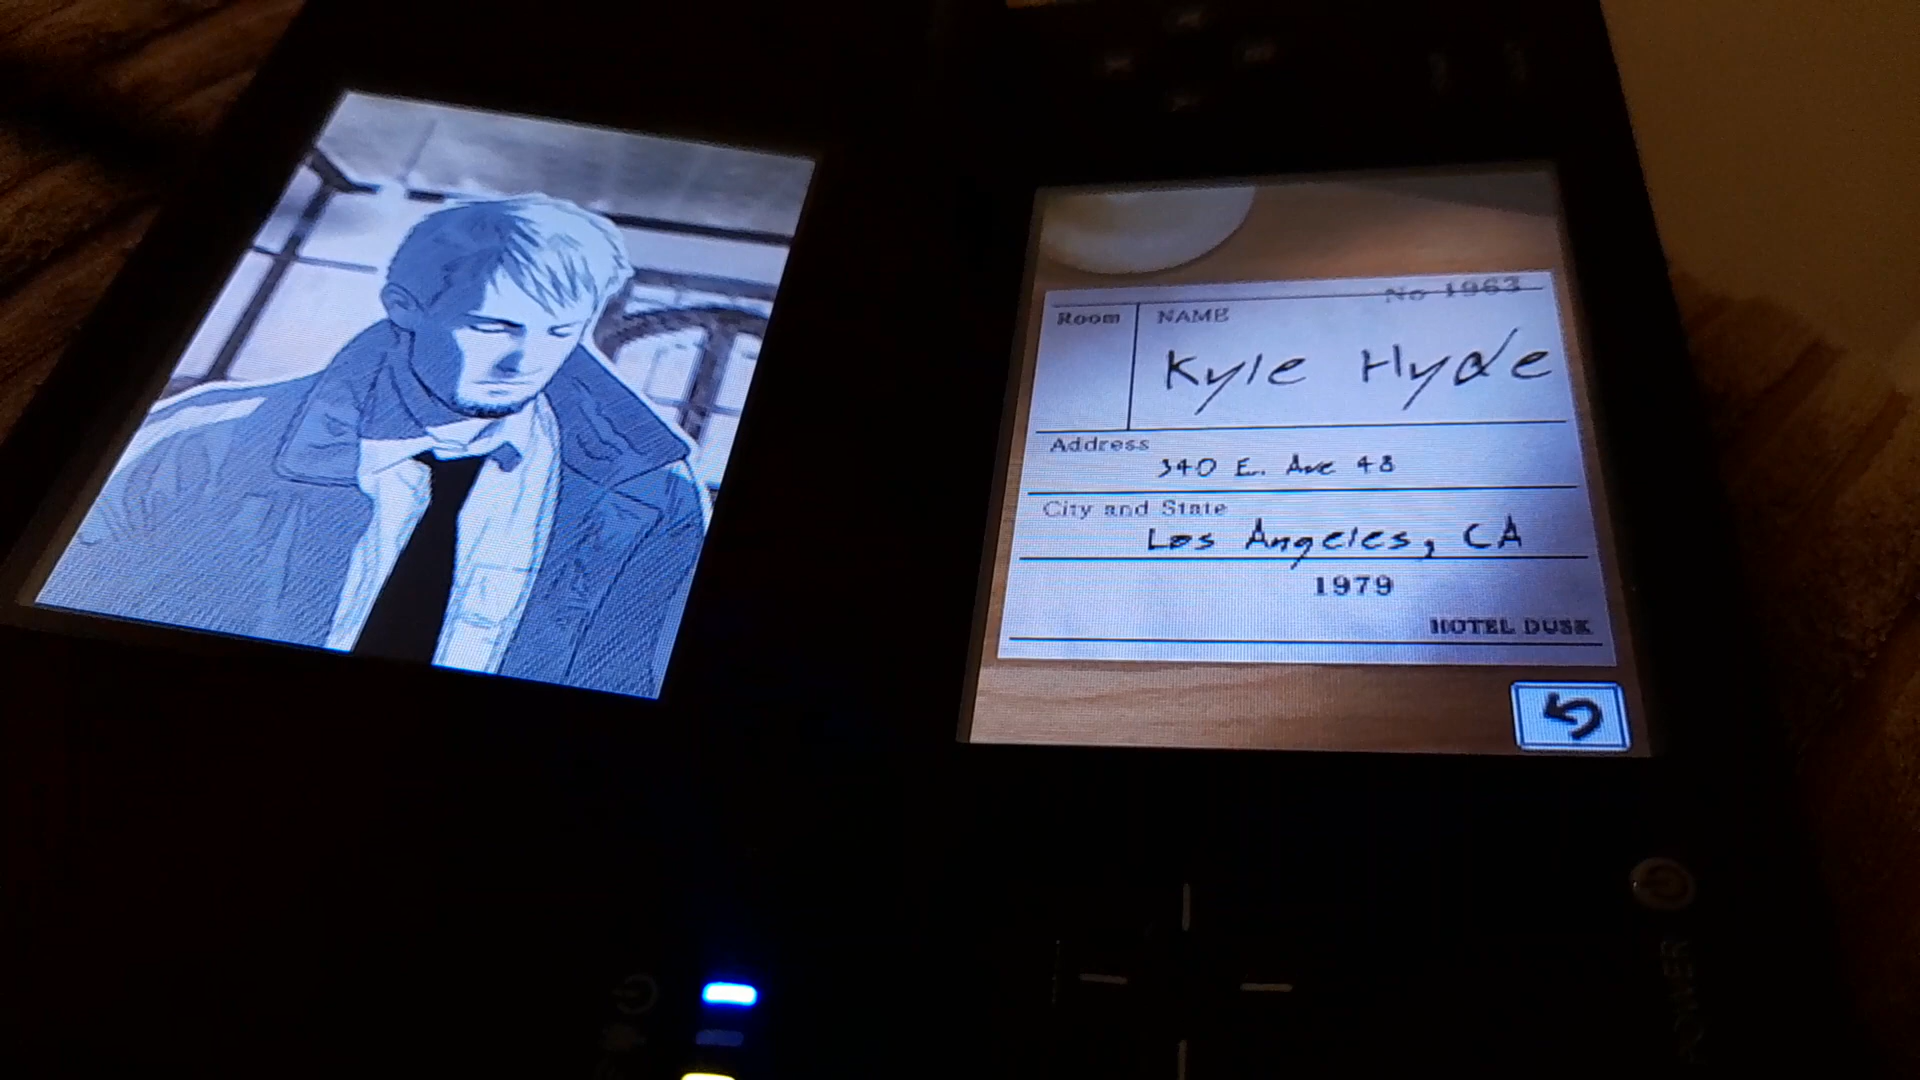 No 1963
Room
NAME
Kyle Hyde
Address
340 E. Ave 48
City and State
Los Angeles, CA
1979
HOTEL DUSK
POWER